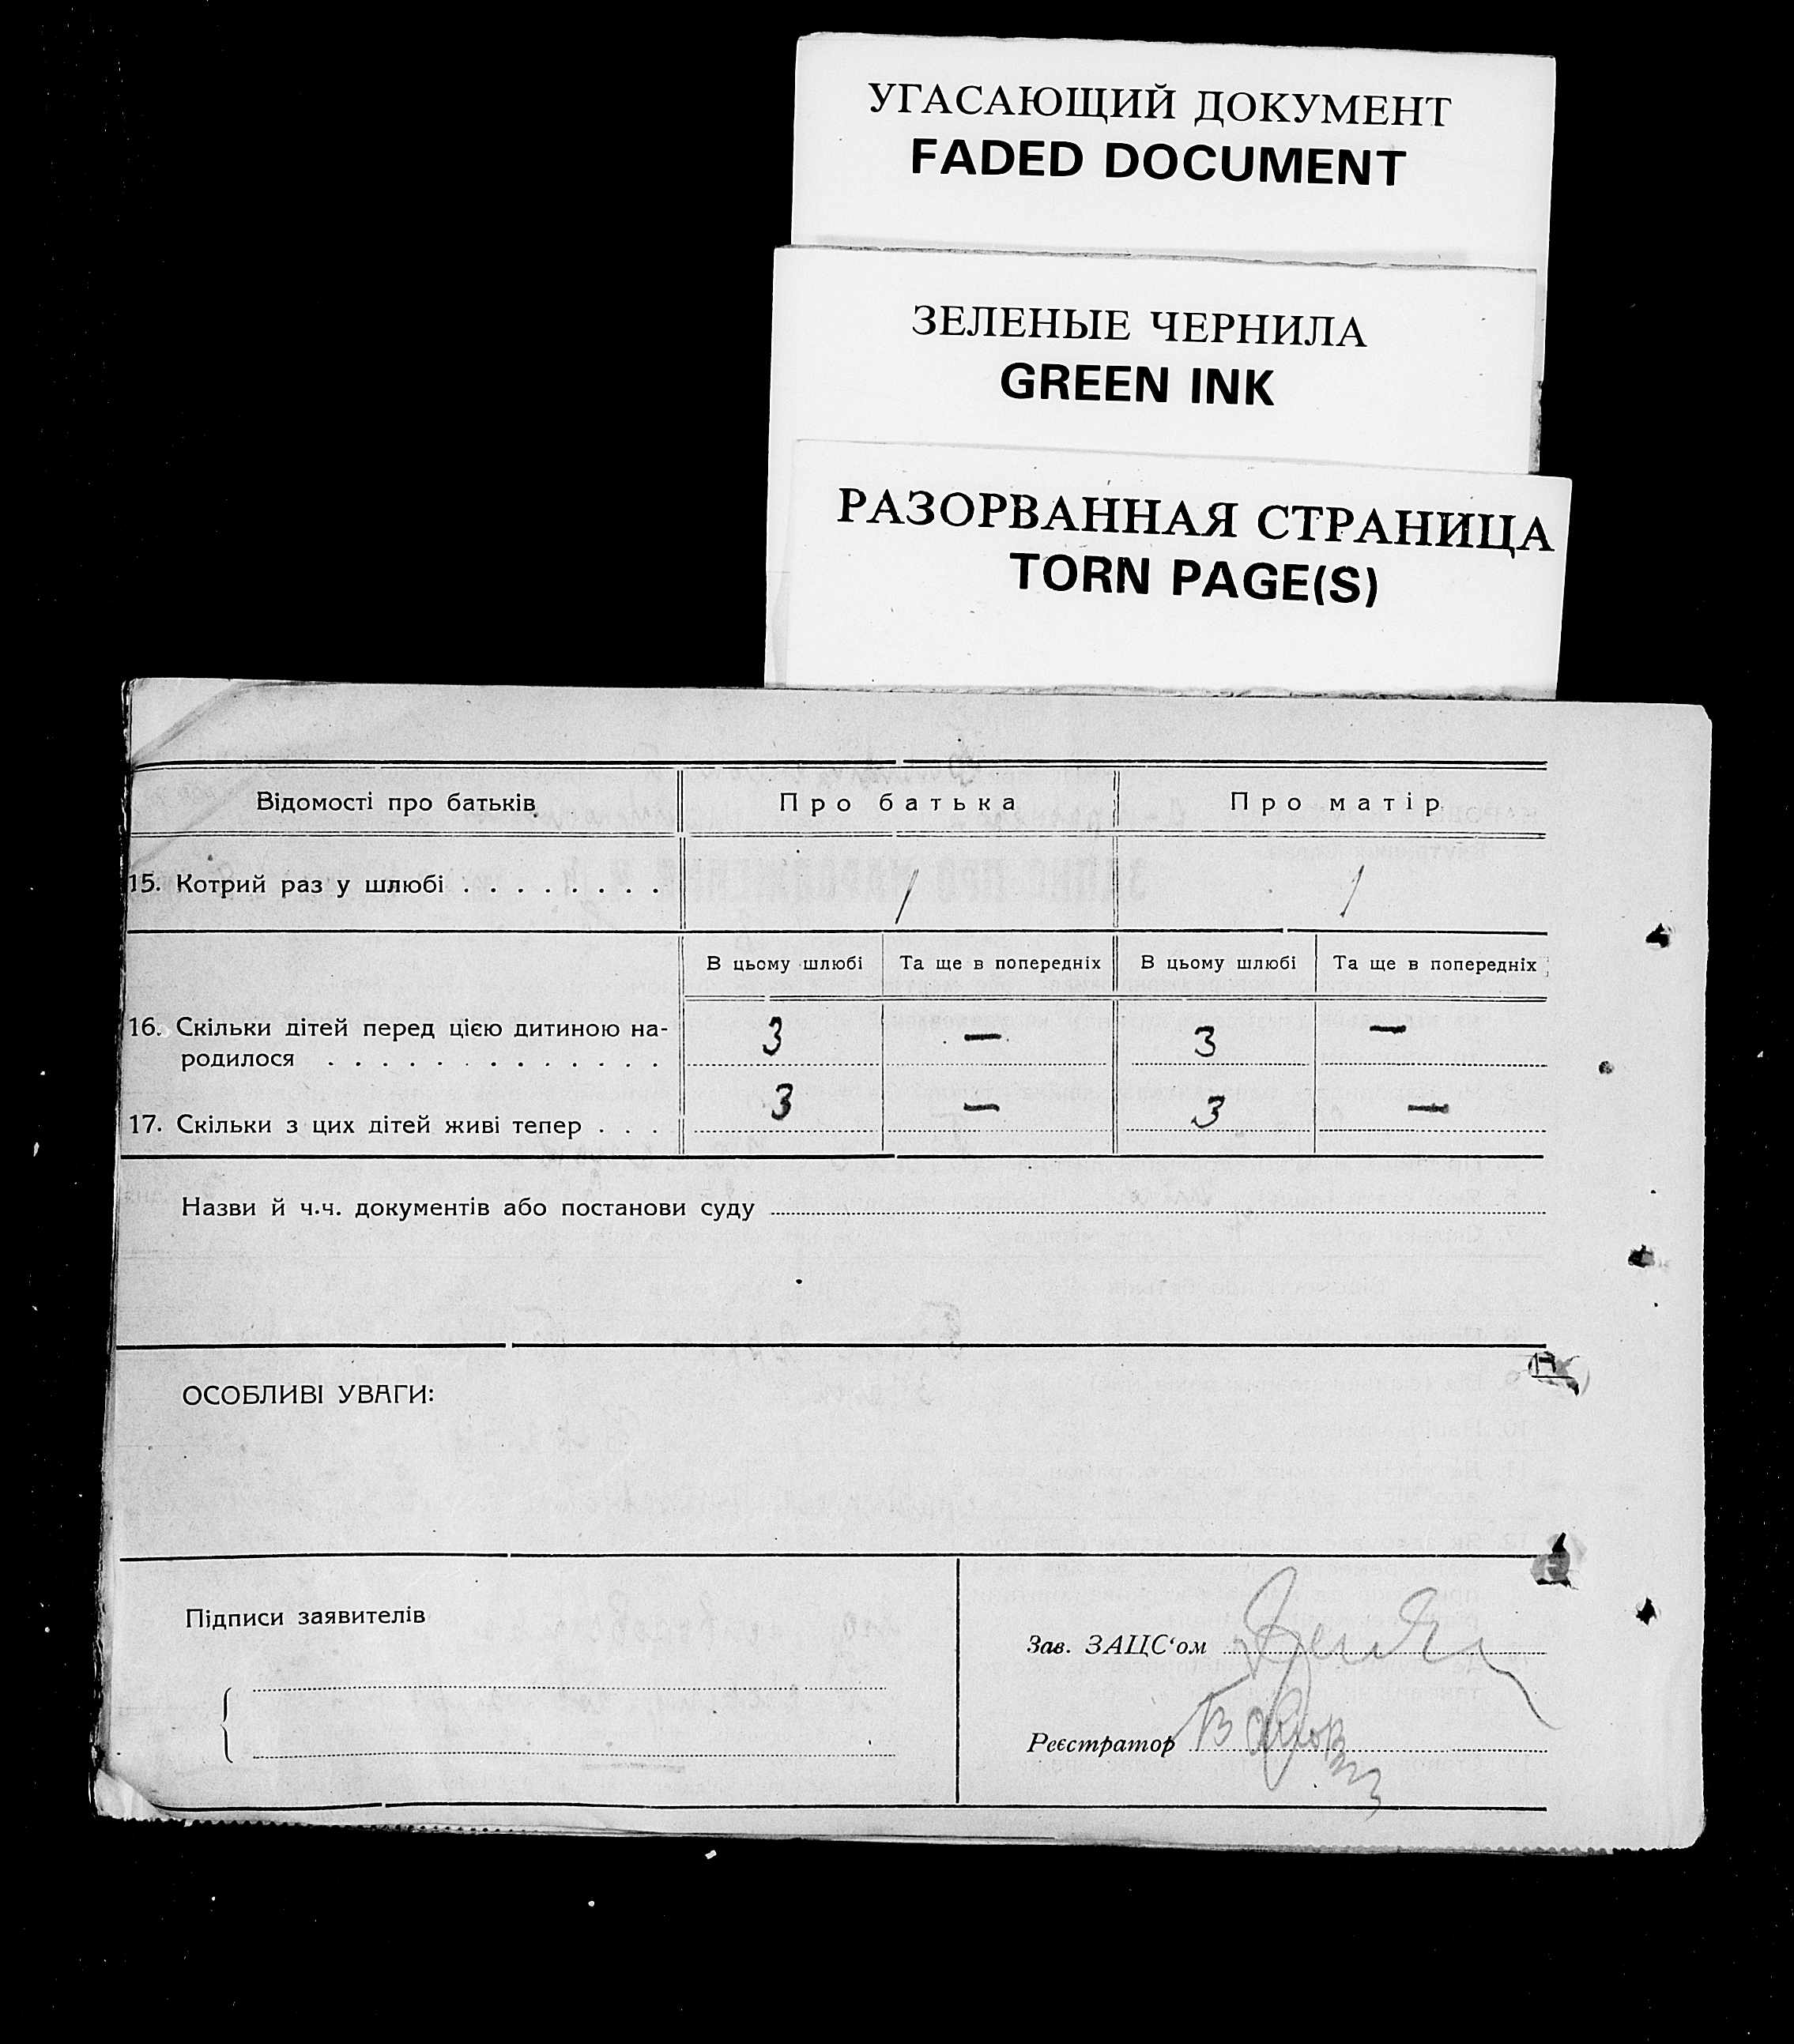 УГАСАЮЩИЙ ДОКУМЕНТ
FADED DOCUMENT
ЗЕЛЕНЫЕ ЧЕРНИЛА
GREEN INK
РАЗОРВАННАЯ СТРАНИЦА
TORN PAGE(S)
Відомості про батьків Про батька Про матір
15. Котрий раз у шлюбі . . . . . . . . 1 1
В цьому шлюбі Та ще в попередніх В цьому шлюбі Та ще в попередніх
16. Скільки дітей перед цією дитиною на- 3 — 3 —
родилося . . . . . . . . . . . . .
17. Скільки з цих дітей живі тепер . . . 3 — 3 —
Назви й ч.ч. документів або постанови суду
ОСОБЛИВІ УВАГИ:
Підписи заявителів
Зав. ЗАЦС‘ом
Реєстратор